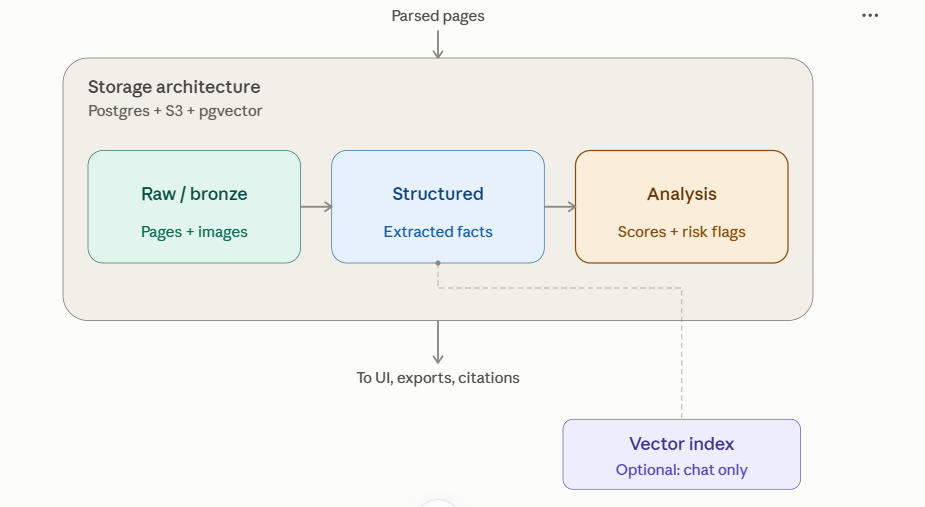 Parsed pages
Storage architecture
Postgres + S3 + pgvector
Raw / bronze
Pages + images
Structured
Extracted facts
Analysis
Scores + risk flags
To UI, exports, citations
Vector index
Optional: chat only